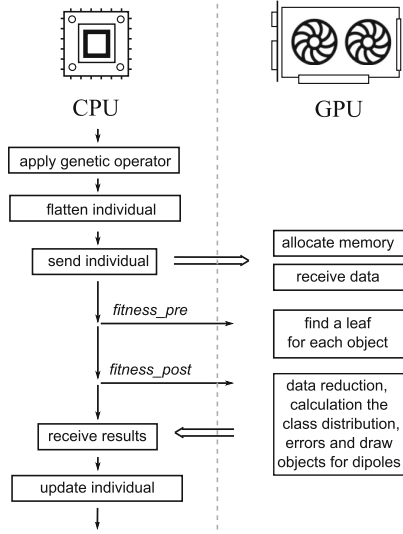 CPU
GPU
apply genetic operator
flatten individual
send individual
allocate memory
receive data
fitness_pre
find a leaf
for each object
fitness_post
data reduction,
calculation the
class distribution,
errors and draw
objects for dipoles
receive results
update individual